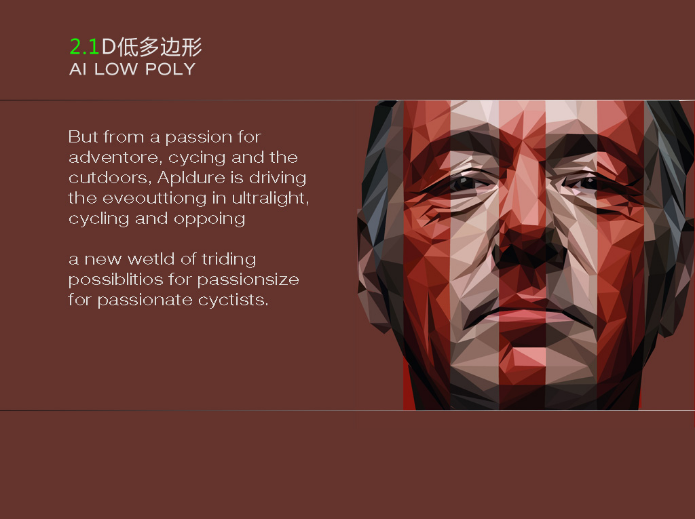 2.1D低多边形
AI LOW POLY
But from a passion for
adventore, cycing and the
cutdoors, Apldure is driving
the eveouttiong in ultralight,
cycling and oppoing
a new wetld of triding
possiblitios for passionsize
for passionate cyctists.